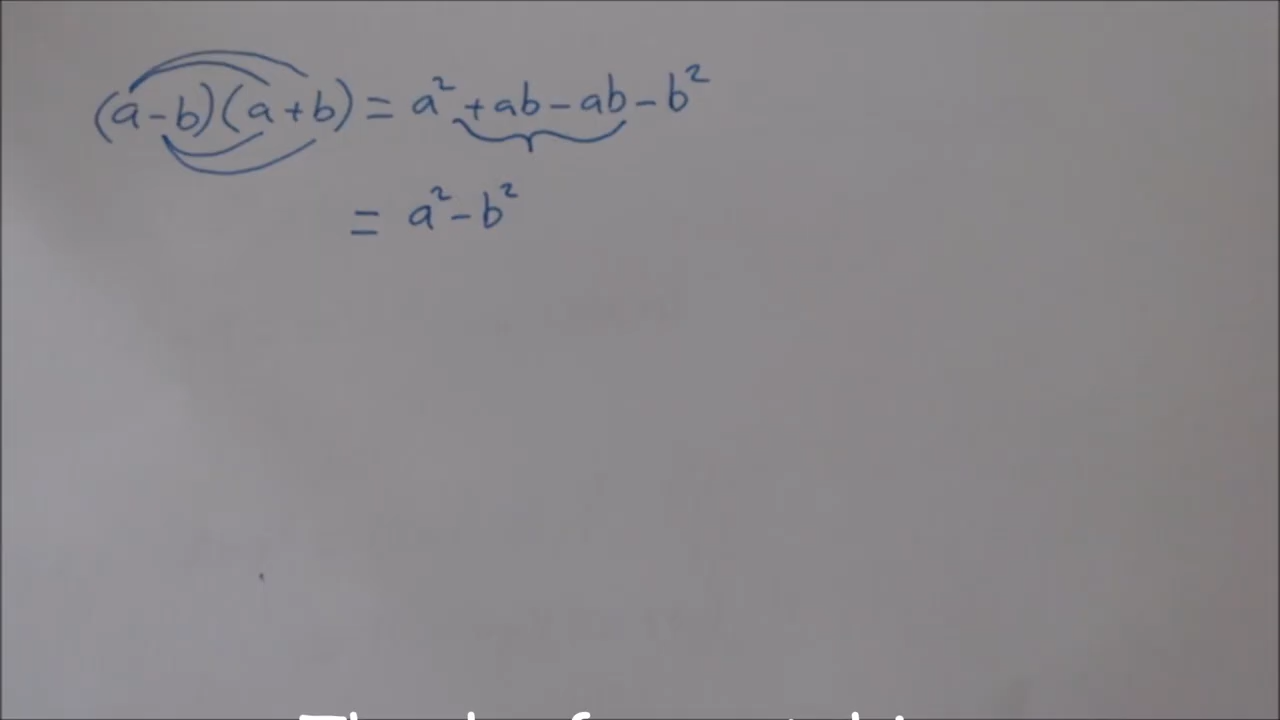 (a-b)(a+b) = a² + ab - ab - b²
= a² - b²